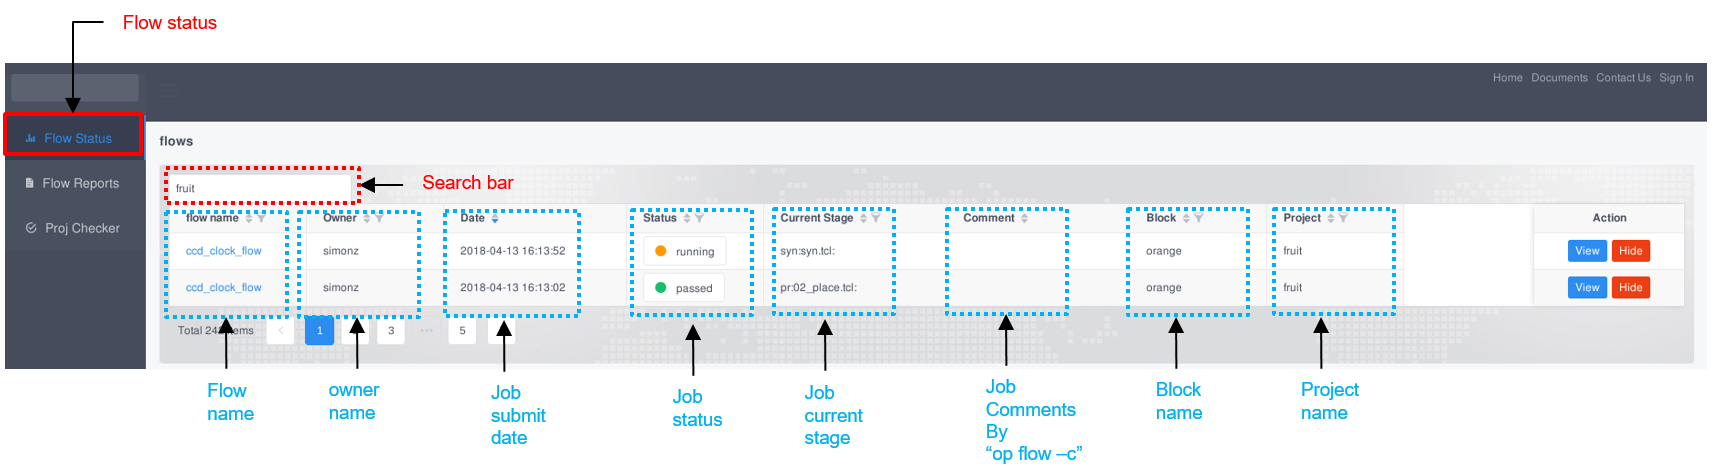 Flow status
Home Documents Contact Us Sign In
Flow Status
Flow Reports
Proj Checker
flows
fruit
Search bar
flow name Owner Date Status Current Stage Comment Block Project Action
ccd_clock_flow simonz 2018-04-13 16:13:52 running syn:syn.tcl: orange fruit View Hide
ccd_clock_flow simonz 2018-04-13 16:13:02 passed pr:02_place.tcl: orange fruit View Hide
Total 1 3 ••• 5
Flow
name
owner
name
Job
submit
date
Job
status
Job
current
stage
Job
Comments
By
“op flow –c”
Block
name
Project
name